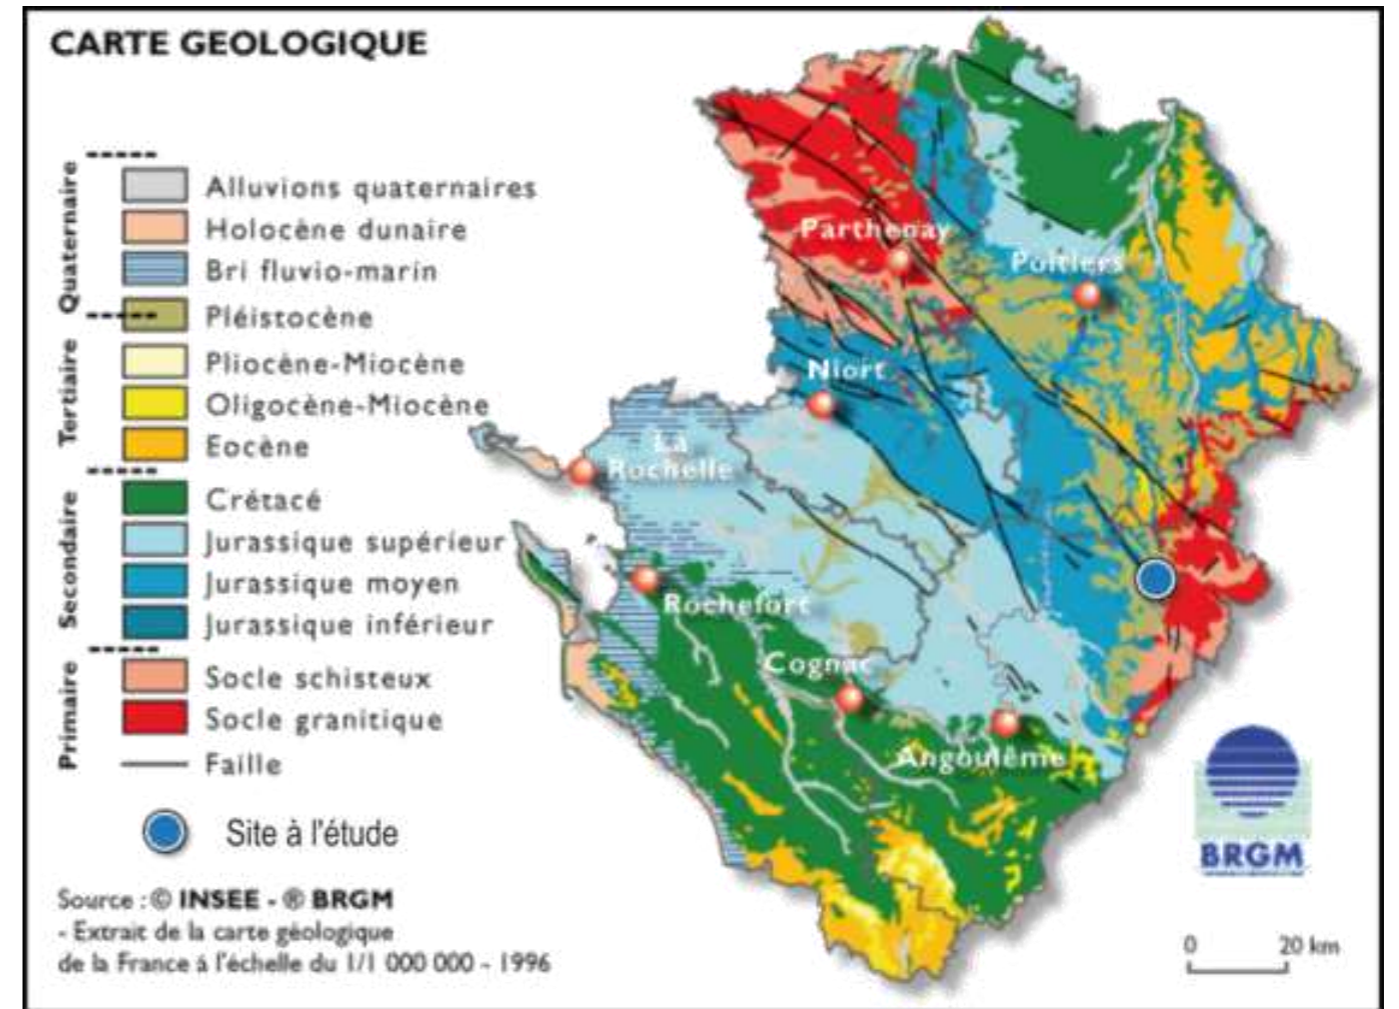 CARTE GEOLOGIQUE
Quaternaire
Alluvions quaternaires
Holocène dunaire
Bri fluvio-marin
Pléistocène
Tertiaire
Pliocène-Miocène
Oligocène-Miocène
Eocène
Secondaire
Crétacé
Jurassique supérieur
Jurassique moyen
Jurassique inférieur
Primaire
Socle schisteux
Socle granitique
Faille
Site à l'étude
Source : © INSEE - ® BRGM
- Extrait de la carte géologique
de la France à l'échelle du 1/1 000 000 - 1996
Parthenay
Poitiers
Niort
La
Rochelle
Rochefort
Cognac
Angoulême
BRGM
0 20 km